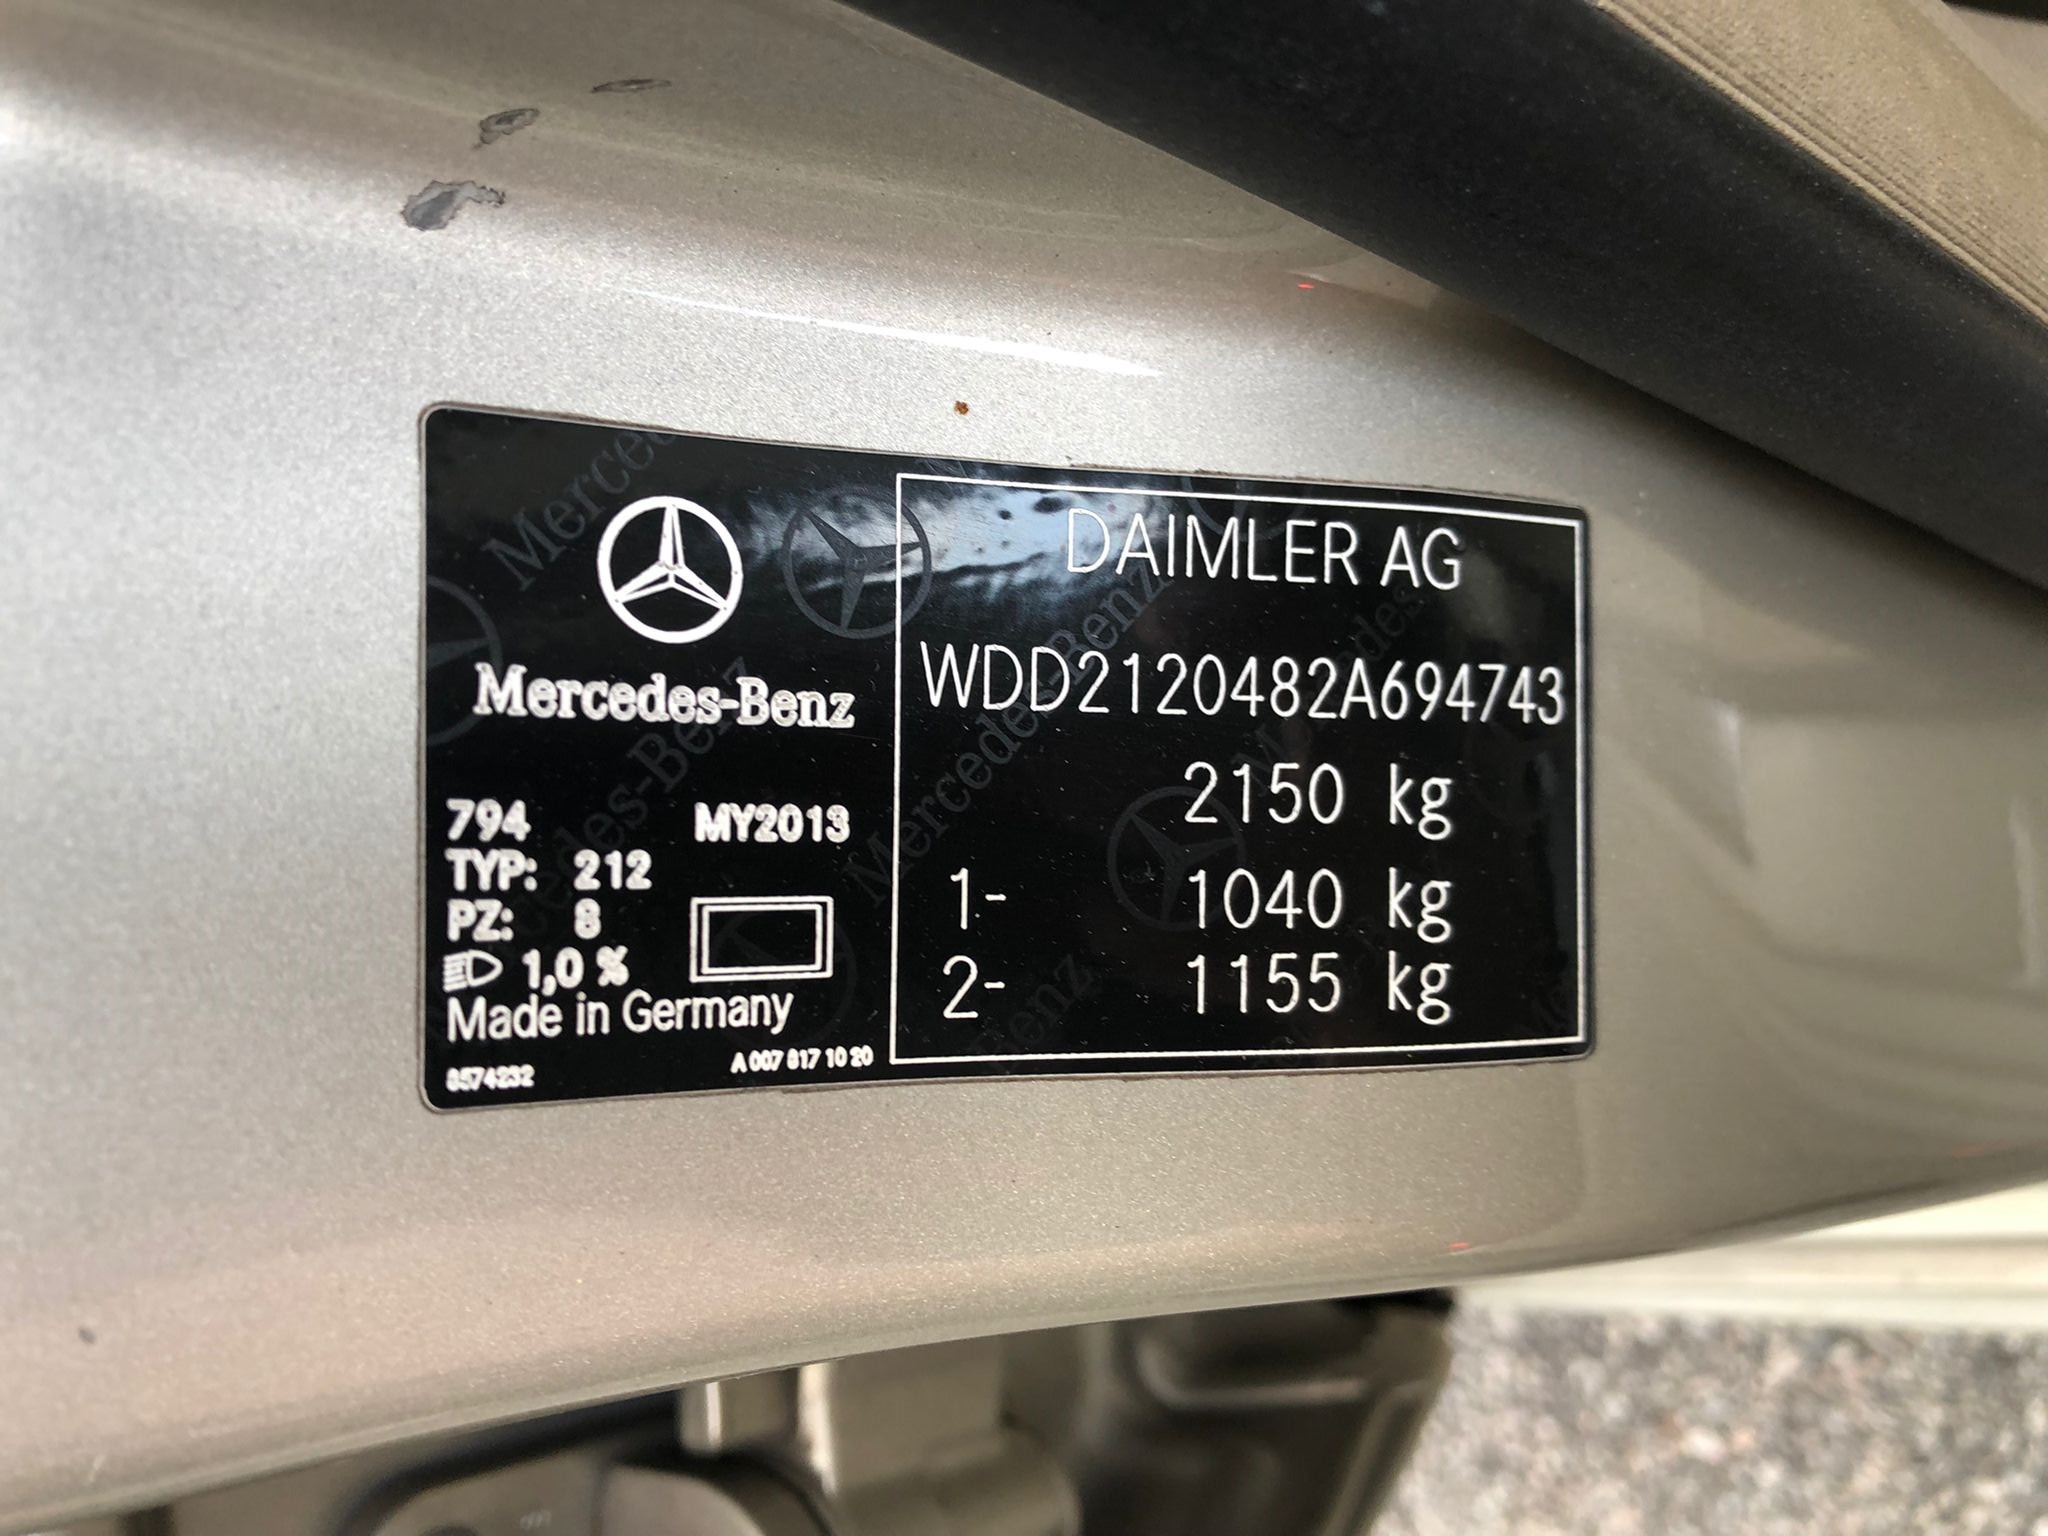 Mercedes-Benz
794 MY2013
TYP: 212
PZ: 8
1,0 %
Made in Germany
8574232 A 007 817 10 20
DAIMLER AG
WDD2120482A694743
2150 kg
1- 1040 kg
2- 1155 kg